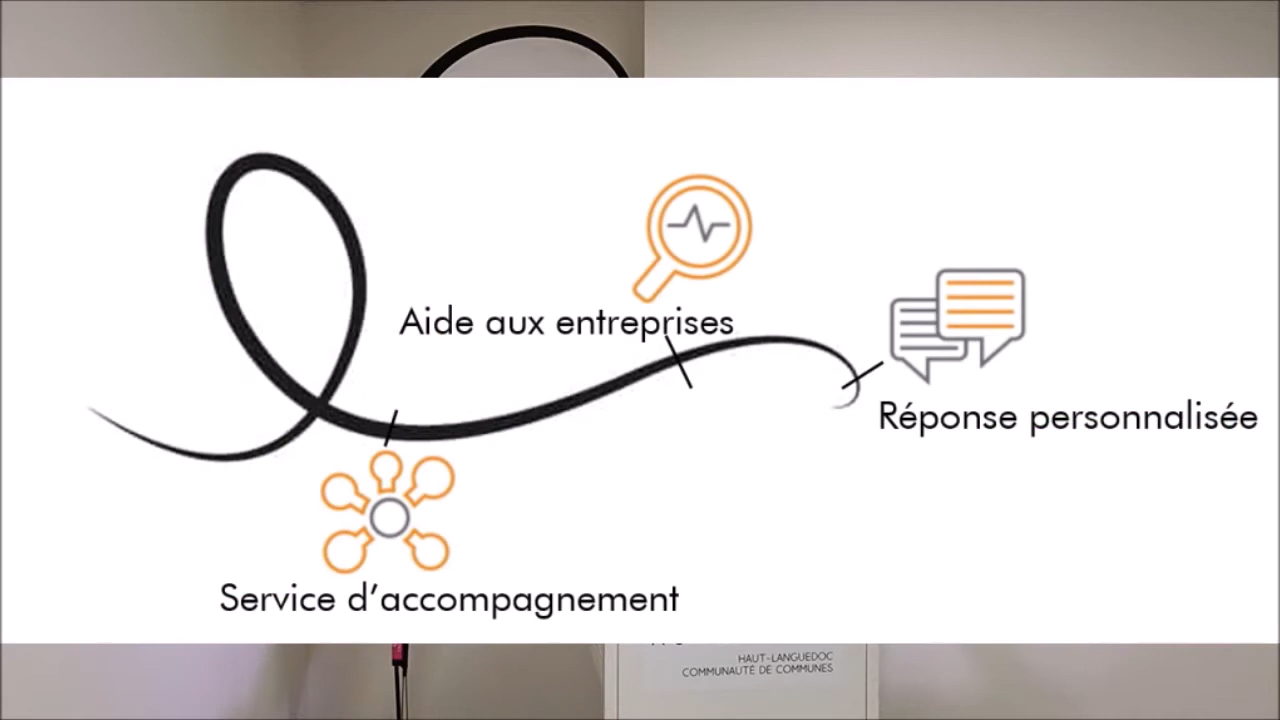 Aide aux entreprises
Réponse personnalisée
Service d’accompagnement
HAUT-LANGUEDOC
COMMUNAUTÉ DE COMMUNES